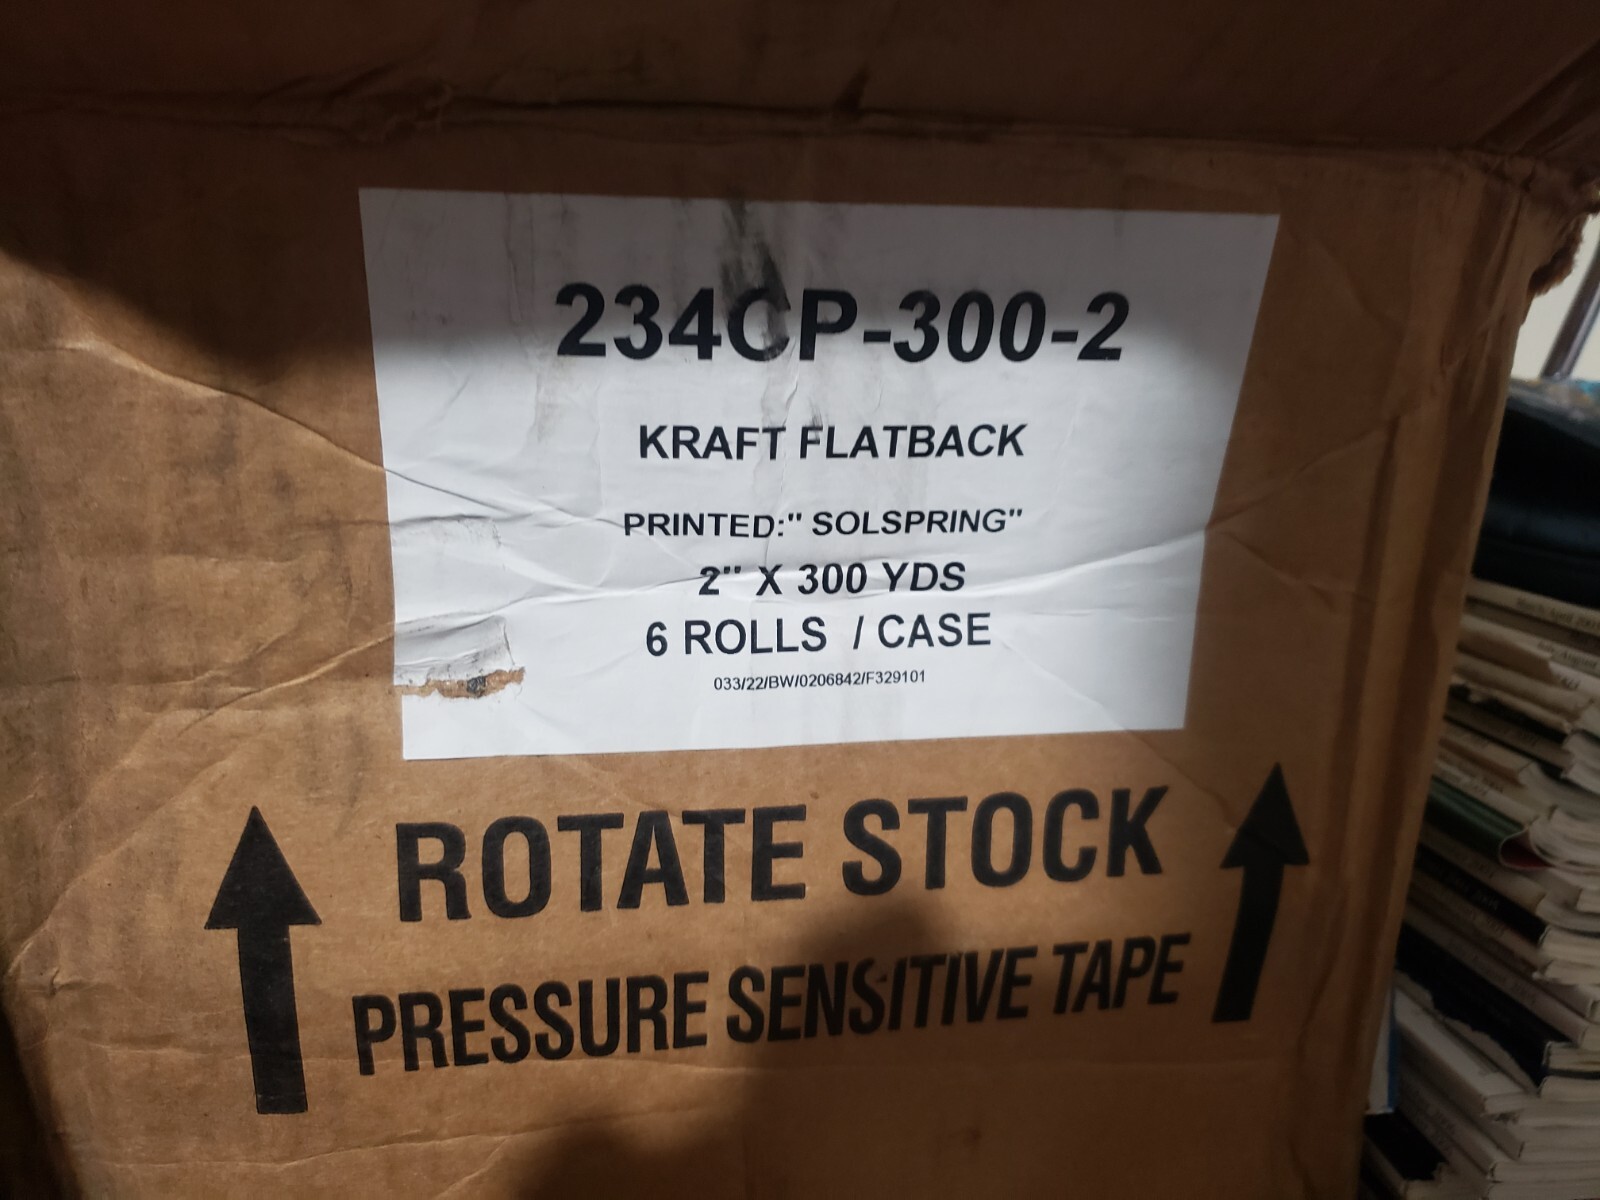 234CP-300-2
KRAFT FLATBACK
PRINTED:" SOLSPRING"
2" X 300 YDS
6 ROLLS / CASE
033/22/BW/0206842/F329101
ROTATE STOCK
PRESSURE SENSITIVE TAPE